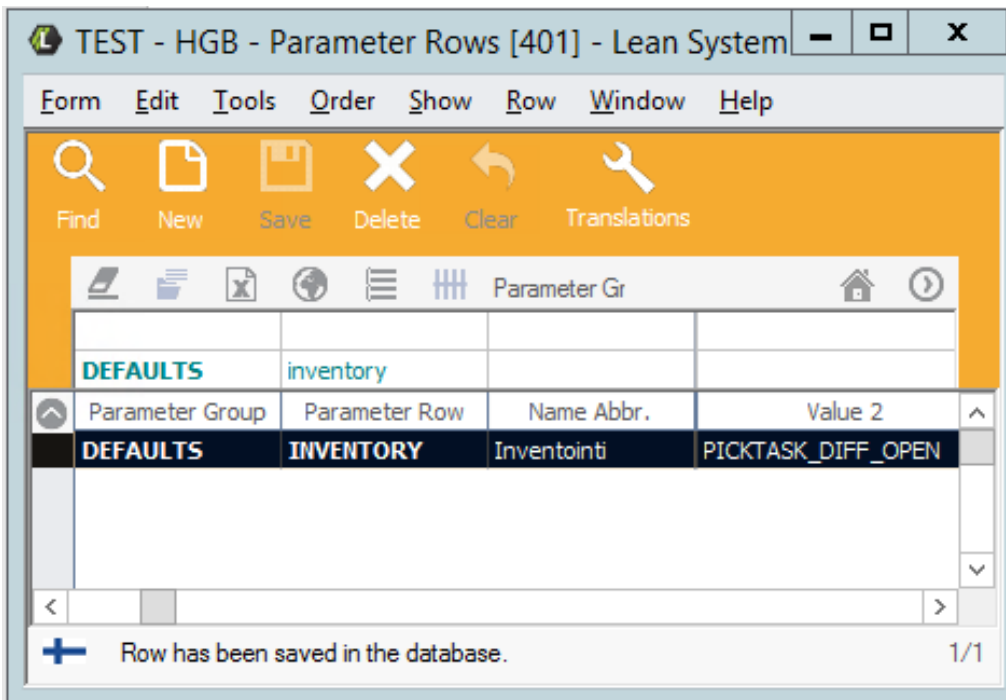 TEST - HGB - Parameter Rows [401] - Lean System
Form Edit Tools Order Show Row Window Help
Find New Save Delete Clear Translations
Parameter Gr
DEFAULTS inventory
Parameter Group Parameter Row Name Abbr. Value 2
DEFAULTS INVENTORY Inventointi PICKTASK_DIFF_OPEN
Row has been saved in the database. 1/1